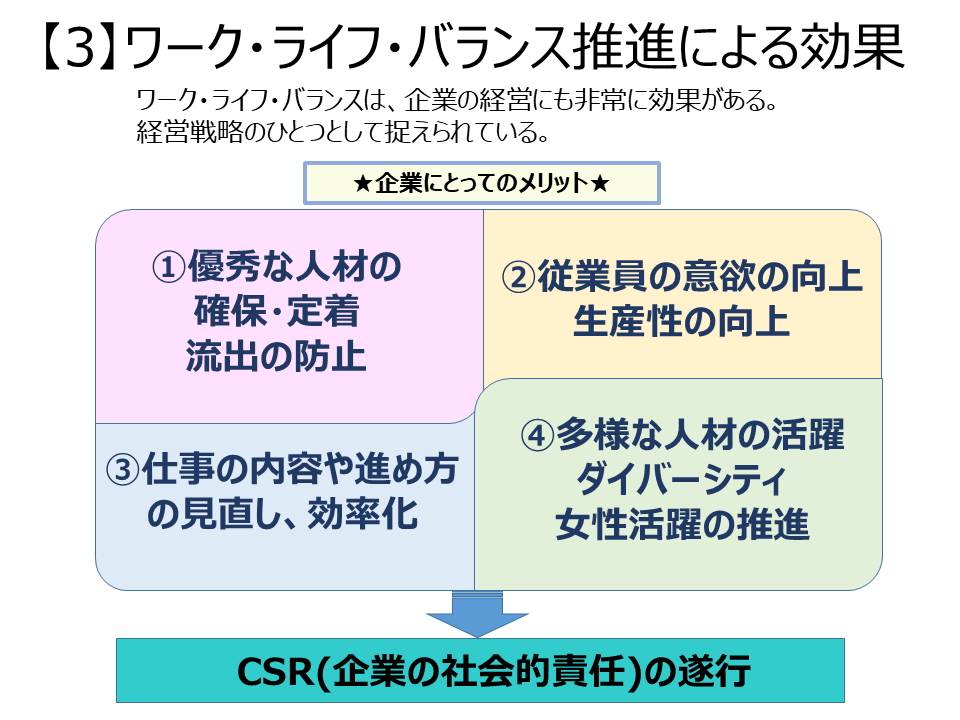 【3】ワーク・ライフ・バランス推進による効果
ワーク・ライフ・バランスは、企業の経営にも非常に効果がある。
経営戦略のひとつとして捉えられている。
★企業にとってのメリット★
①優秀な人材の
確保・定着
流出の防止
②従業員の意欲の向上
生産性の向上
③仕事の内容や進め方
の見直し、効率化
④多様な人材の活躍
ダイバーシティ
女性活躍の推進
CSR(企業の社会的責任)の遂行